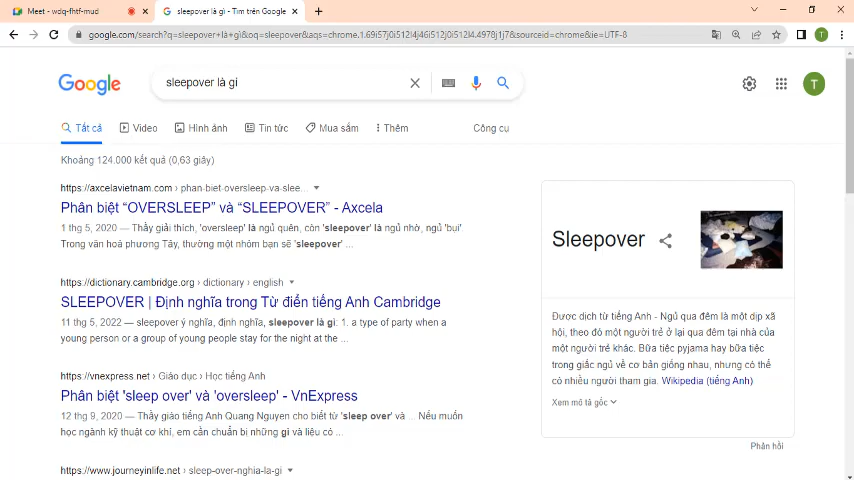 Meet - wdq-fhtf-mud
sleepover là gì - Tìm trên Google
google.com/search?q=sleepover+là+gì&oq=sleepover&aqs=chrome.1.69i57j0i512l4j46i512j0i512l4.4978j1j7&sourceid=chrome&ie=UTF-8
T
Google
sleepover là gì
T
Tất cả
Video
Hình ảnh
Tin tức
Mua sắm
Thêm
Công cụ
Khoảng 124.000 kết quả (0,63 giây)
https://axcelavietnam.com › phan-biet-oversleep-va-slee...
Phân biệt “OVERSLEEP” và “SLEEPOVER” - Axcela
1 thg 5, 2020 — Thầy giải thích, 'oversleep' là ngủ quên, còn 'sleepover' là ngủ nhờ, ngủ 'bụi'.
Trong văn hoá phương Tây, thường một nhóm bạn sẽ 'sleepover' ...
https://dictionary.cambridge.org › dictionary › english
SLEEPOVER | Định nghĩa trong Từ điển tiếng Anh Cambridge
11 thg 5, 2022 — sleepover ý nghĩa, định nghĩa, sleepover là gì: 1. a type of party when a
young person or a group of young people stay for the night at the ...
https://vnexpress.net › Giáo dục › Học tiếng Anh
Phân biệt 'sleep over' và 'oversleep' - VnExpress
12 thg 9, 2020 — Thầy giáo tiếng Anh Quang Nguyen cho biết từ 'sleep over' và ... Nếu muốn
học ngành kỹ thuật cơ khí, em cần chuẩn bị những gì và liệu có ...
https://www.journeyinlife.net › sleep-over-nghia-la-gi
Sleepover
Được dịch từ tiếng Anh - Ngủ qua đêm là một dịp xã
hội, theo đó một người trẻ ở lại qua đêm tại nhà của
một người trẻ khác. Bữa tiệc pyjama hay bữa tiệc
trong giấc ngủ về cơ bản giống nhau, nhưng có thể
có nhiều người tham gia. Wikipedia (tiếng Anh)
Xem mô tả gốc
Phản hồi